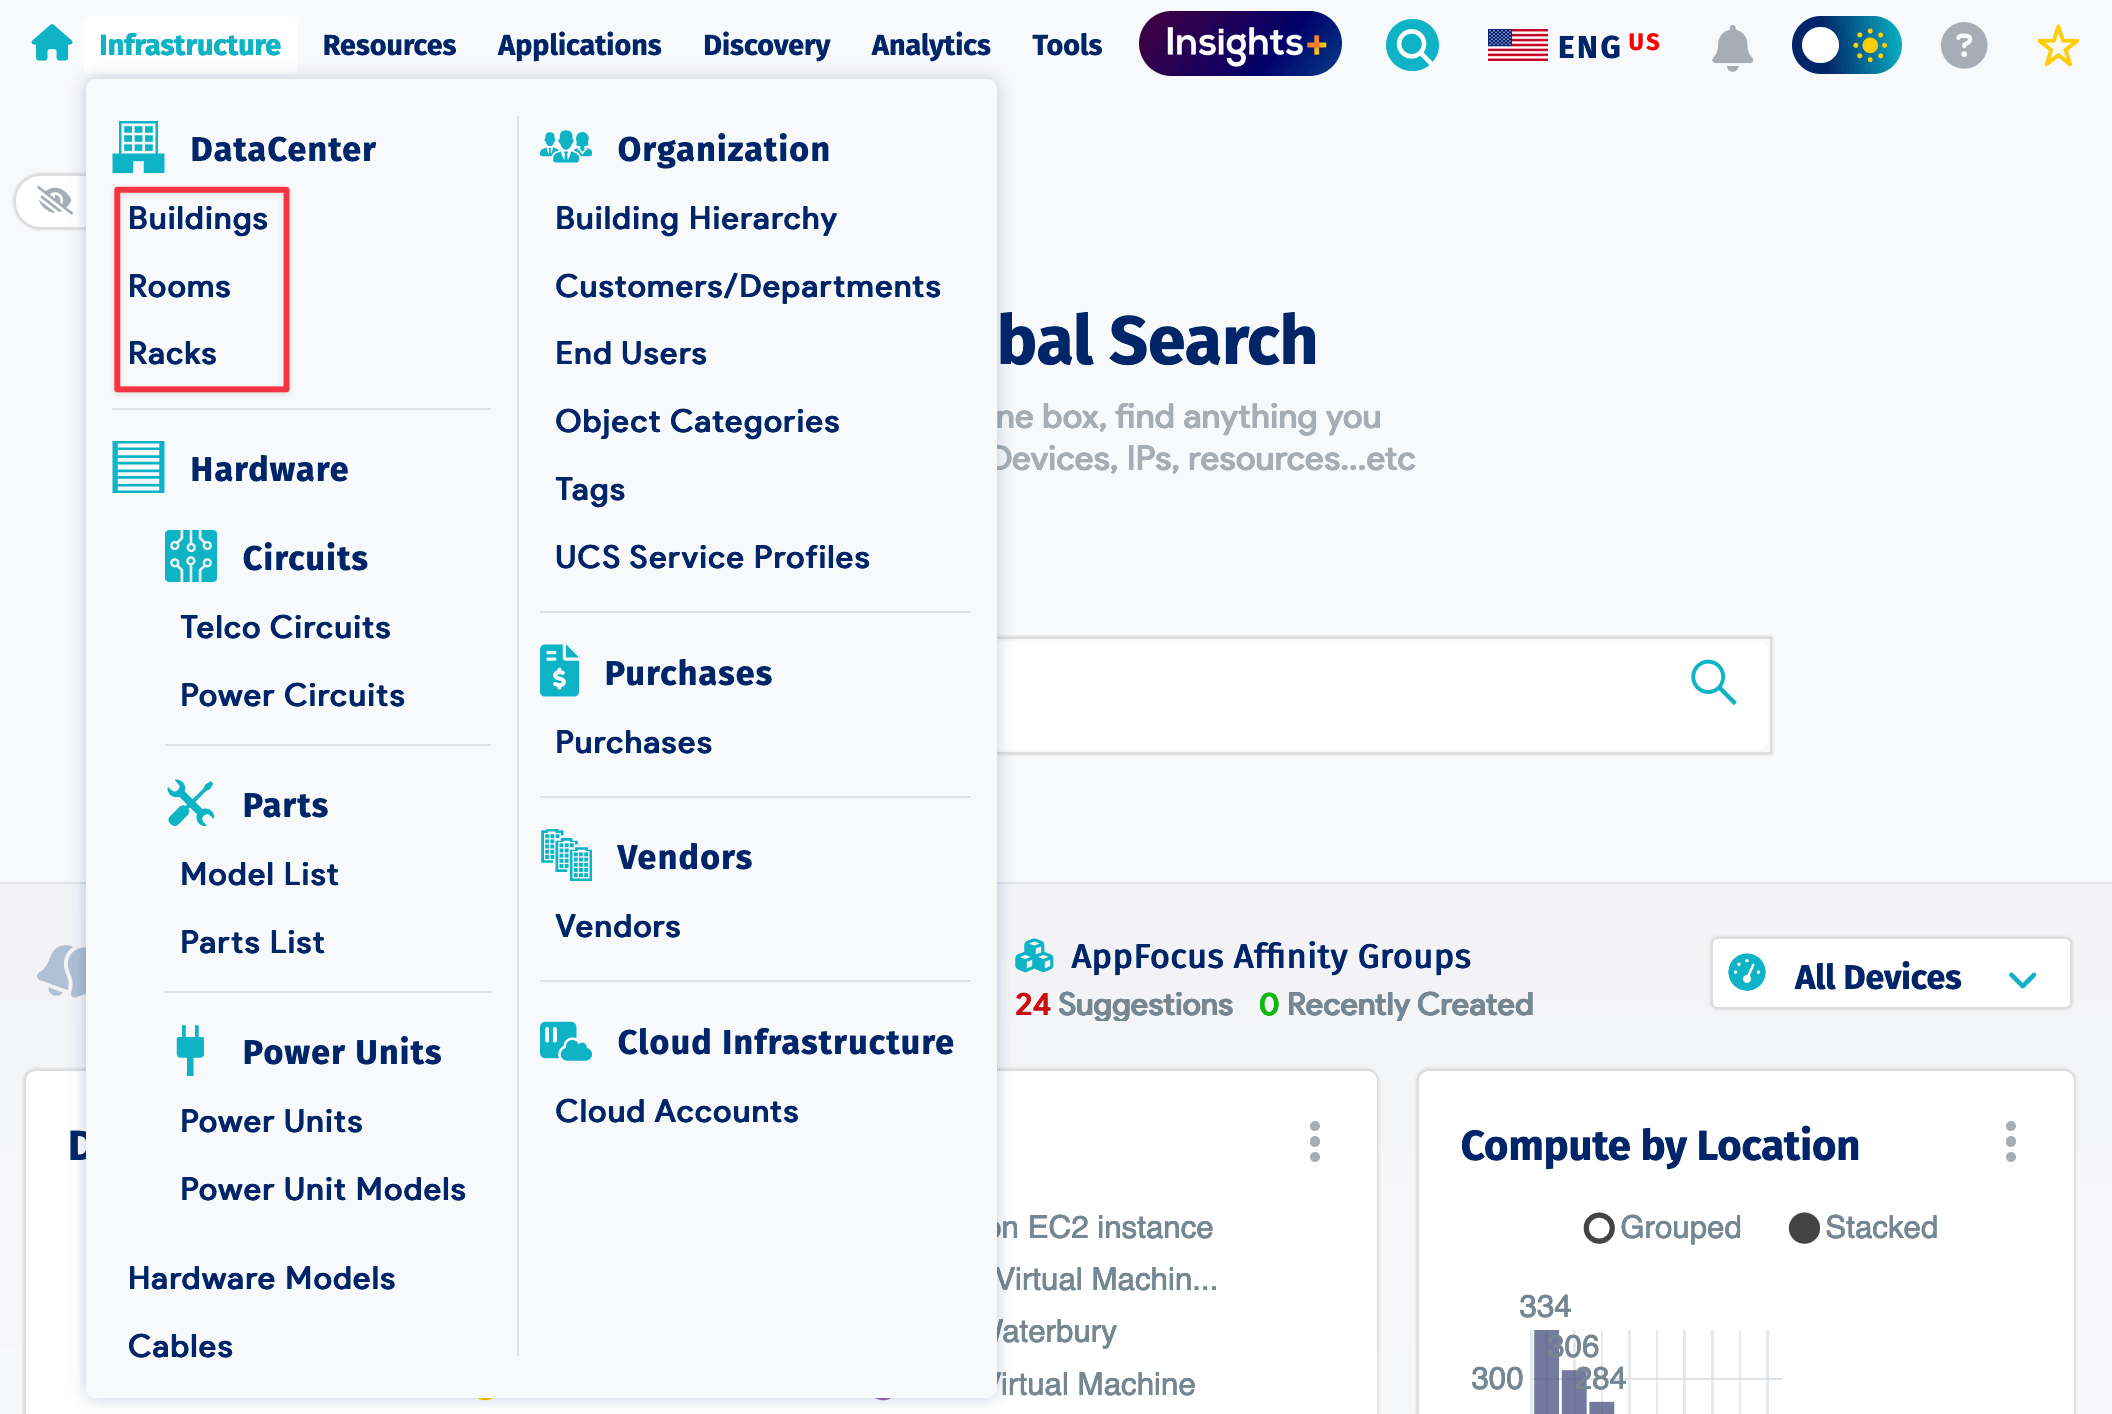 Infrastructure Resources Applications Discovery Analytics Tools Insights+ ENG US ?
DataCenter
Buildings
Rooms
Racks
Hardware
Circuits
Telco Circuits
Power Circuits
Parts
Model List
Parts List
Power Units
Power Units
Power Unit Models
Hardware Models
Cables
Organization
Building Hierarchy
Customers/Departments
End Users
Object Categories
Tags
UCS Service Profiles
$ Purchases
Purchases
Vendors
Vendors
Cloud Infrastructure
Cloud Accounts
bal Search
ne box, find anything you
Devices, IPs, resources...etc
AppFocus Affinity Groups
24 Suggestions 0 Recently Created
All Devices
D
on EC2 instance
Virtual Machin...
Waterbury
Virtual Machine
Compute by Location
Grouped Stacked
334
306
300 284